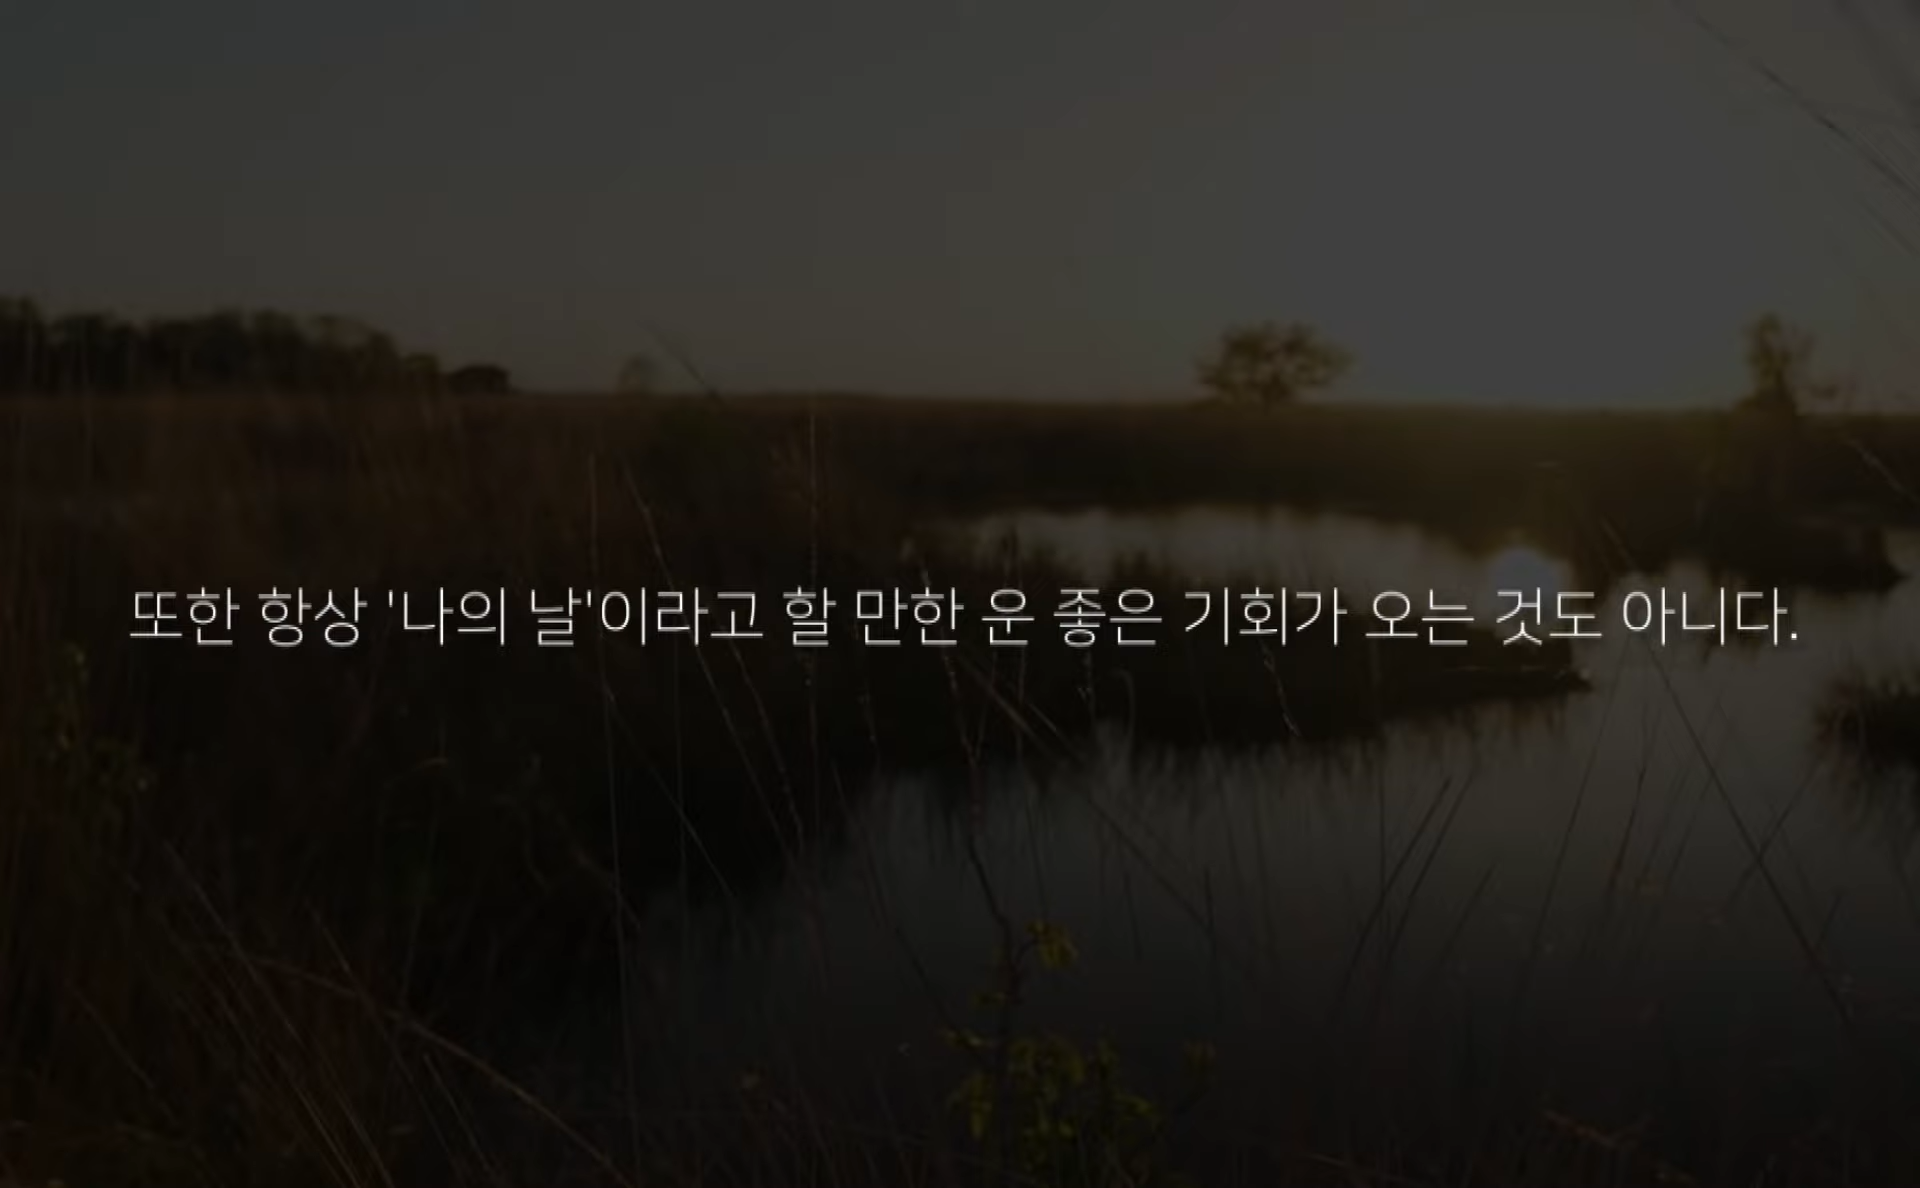 또한 항상 '나의 날'이라고 할 만한 운 좋은 기회가 오는 것도 아니다.